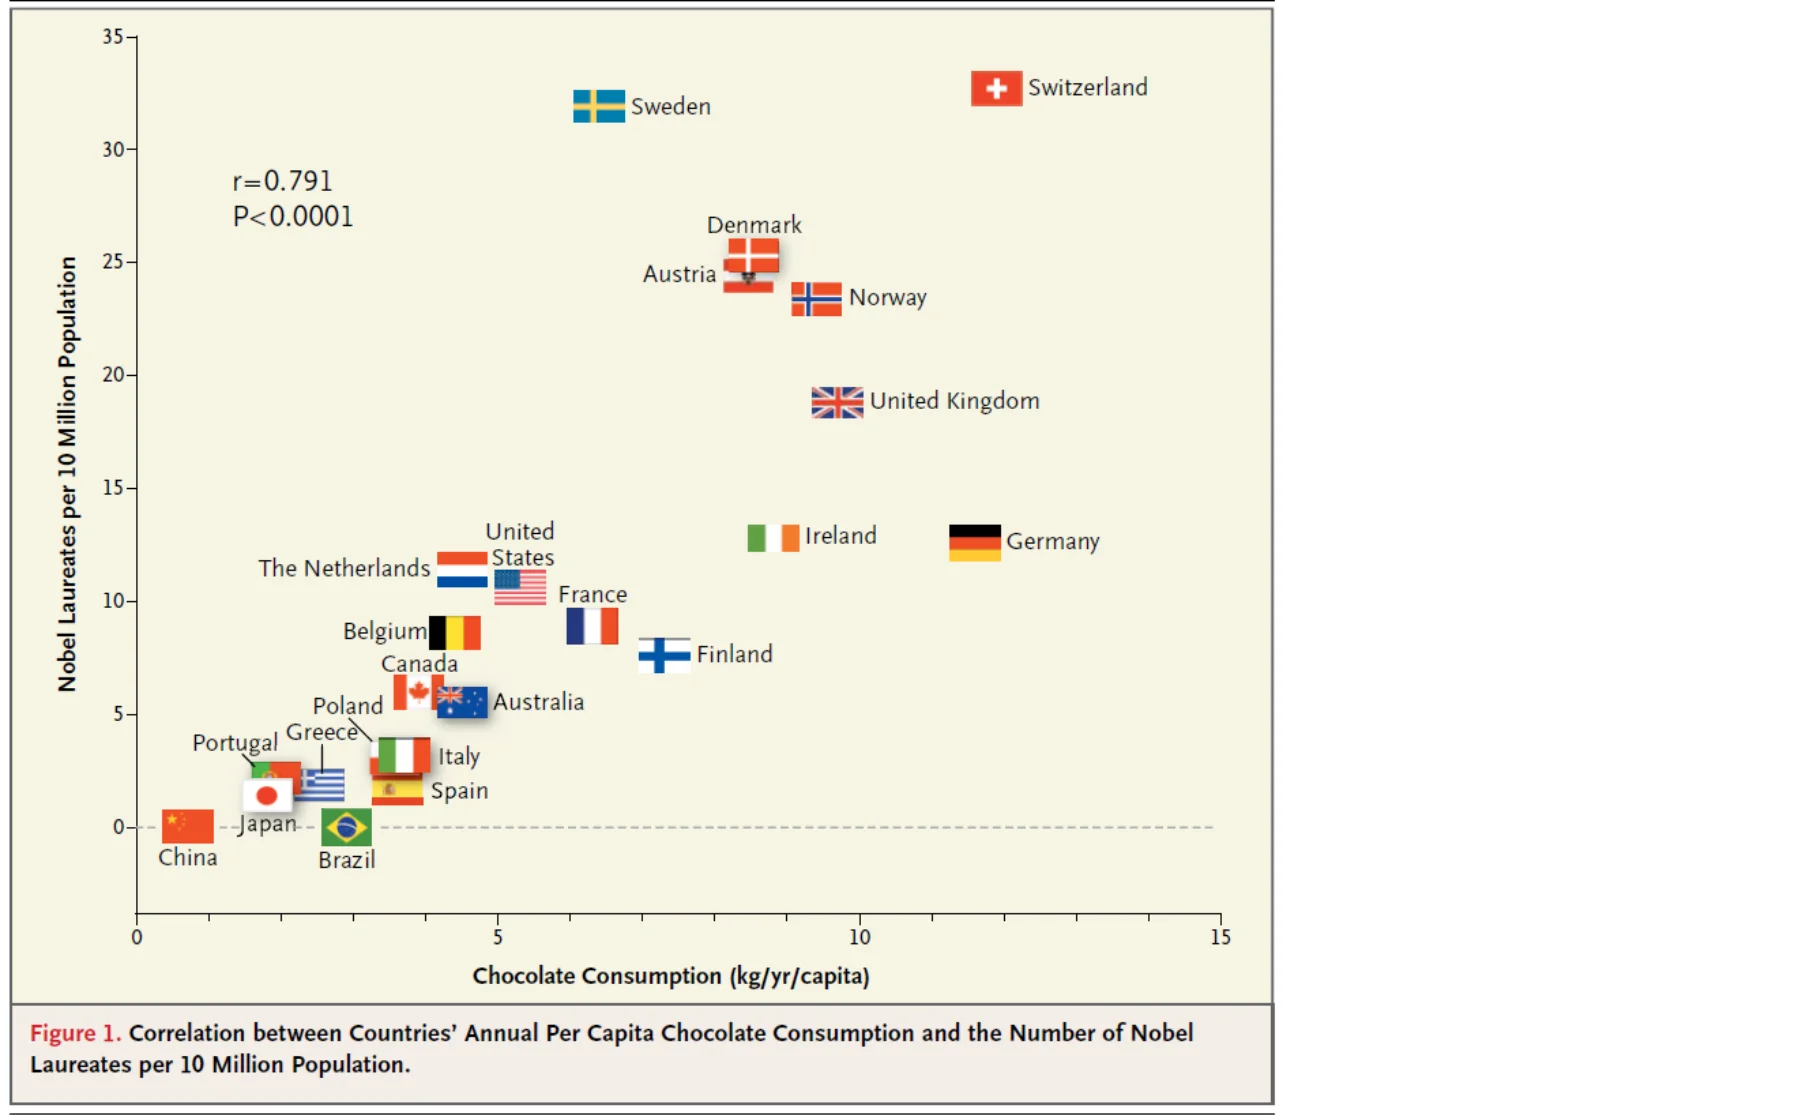 35
Switzerland
Sweden
30
r=0.791
P<0.0001
Denmark
25
Austria
Norway
20
United Kingdom
15
United
States
Ireland
Germany
The Netherlands
10
France
Belgium
Finland
Canada
Australia
5
Poland
Greece
Portugal
Italy
Spain
0
Japan
China
Brazil
Nobel Laureates per 10 Million Population
0
5
10
15
Chocolate Consumption (kg/yr/capita)
Figure 1. Correlation between Countries’ Annual Per Capita Chocolate Consumption and the Number of Nobel
Laureates per 10 Million Population.